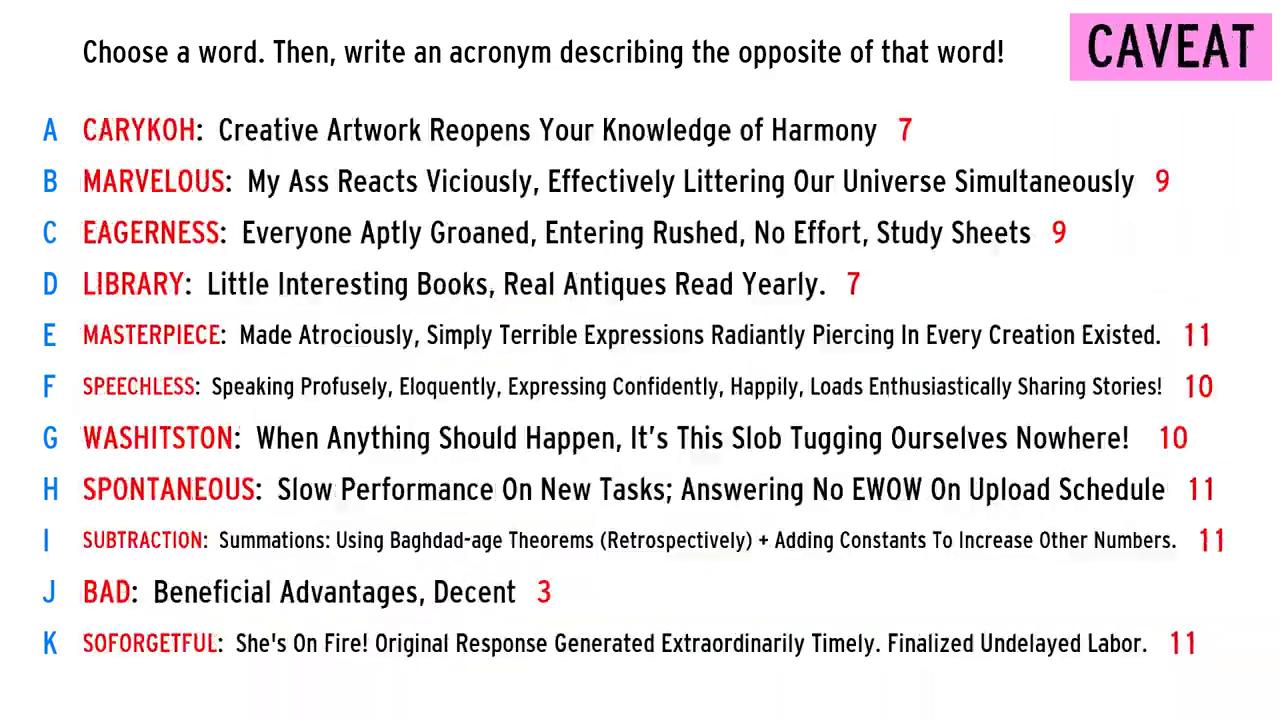 Choose a word. Then, write an acronym describing the opposite of that word!
CAVEAT
A CARYKOH: Creative Artwork Reopens Your Knowledge of Harmony 7
B MARVELOUS: My Ass Reacts Viciously, Effectively Littering Our Universe Simultaneously 9
C EAGERNESS: Everyone Aptly Groaned, Entering Rushed, No Effort, Study Sheets 9
D LIBRARY: Little Interesting Books, Real Antiques Read Yearly. 7
E MASTERPIECE: Made Atrociously, Simply Terrible Expressions Radiantly Piercing In Every Creation Existed. 11
F SPEECHLESS: Speaking Profusely, Eloquently, Expressing Confidently, Happily, Loads Enthusiastically Sharing Stories! 10
G WASHITSTON: When Anything Should Happen, It's This Slob Tugging Ourselves Nowhere! 10
H SPONTANEOUS: Slow Performance On New Tasks; Answering No EWOW On Upload Schedule 11
I SUBTRACTION: Summations: Using Baghdad-age Theorems (Retrospectively) + Adding Constants To Increase Other Numbers. 11
J BAD: Beneficial Advantages, Decent 3
K SOFORGETFUL: She's On Fire! Original Response Generated Extraordinarily Timely. Finalized Undelayed Labor. 11